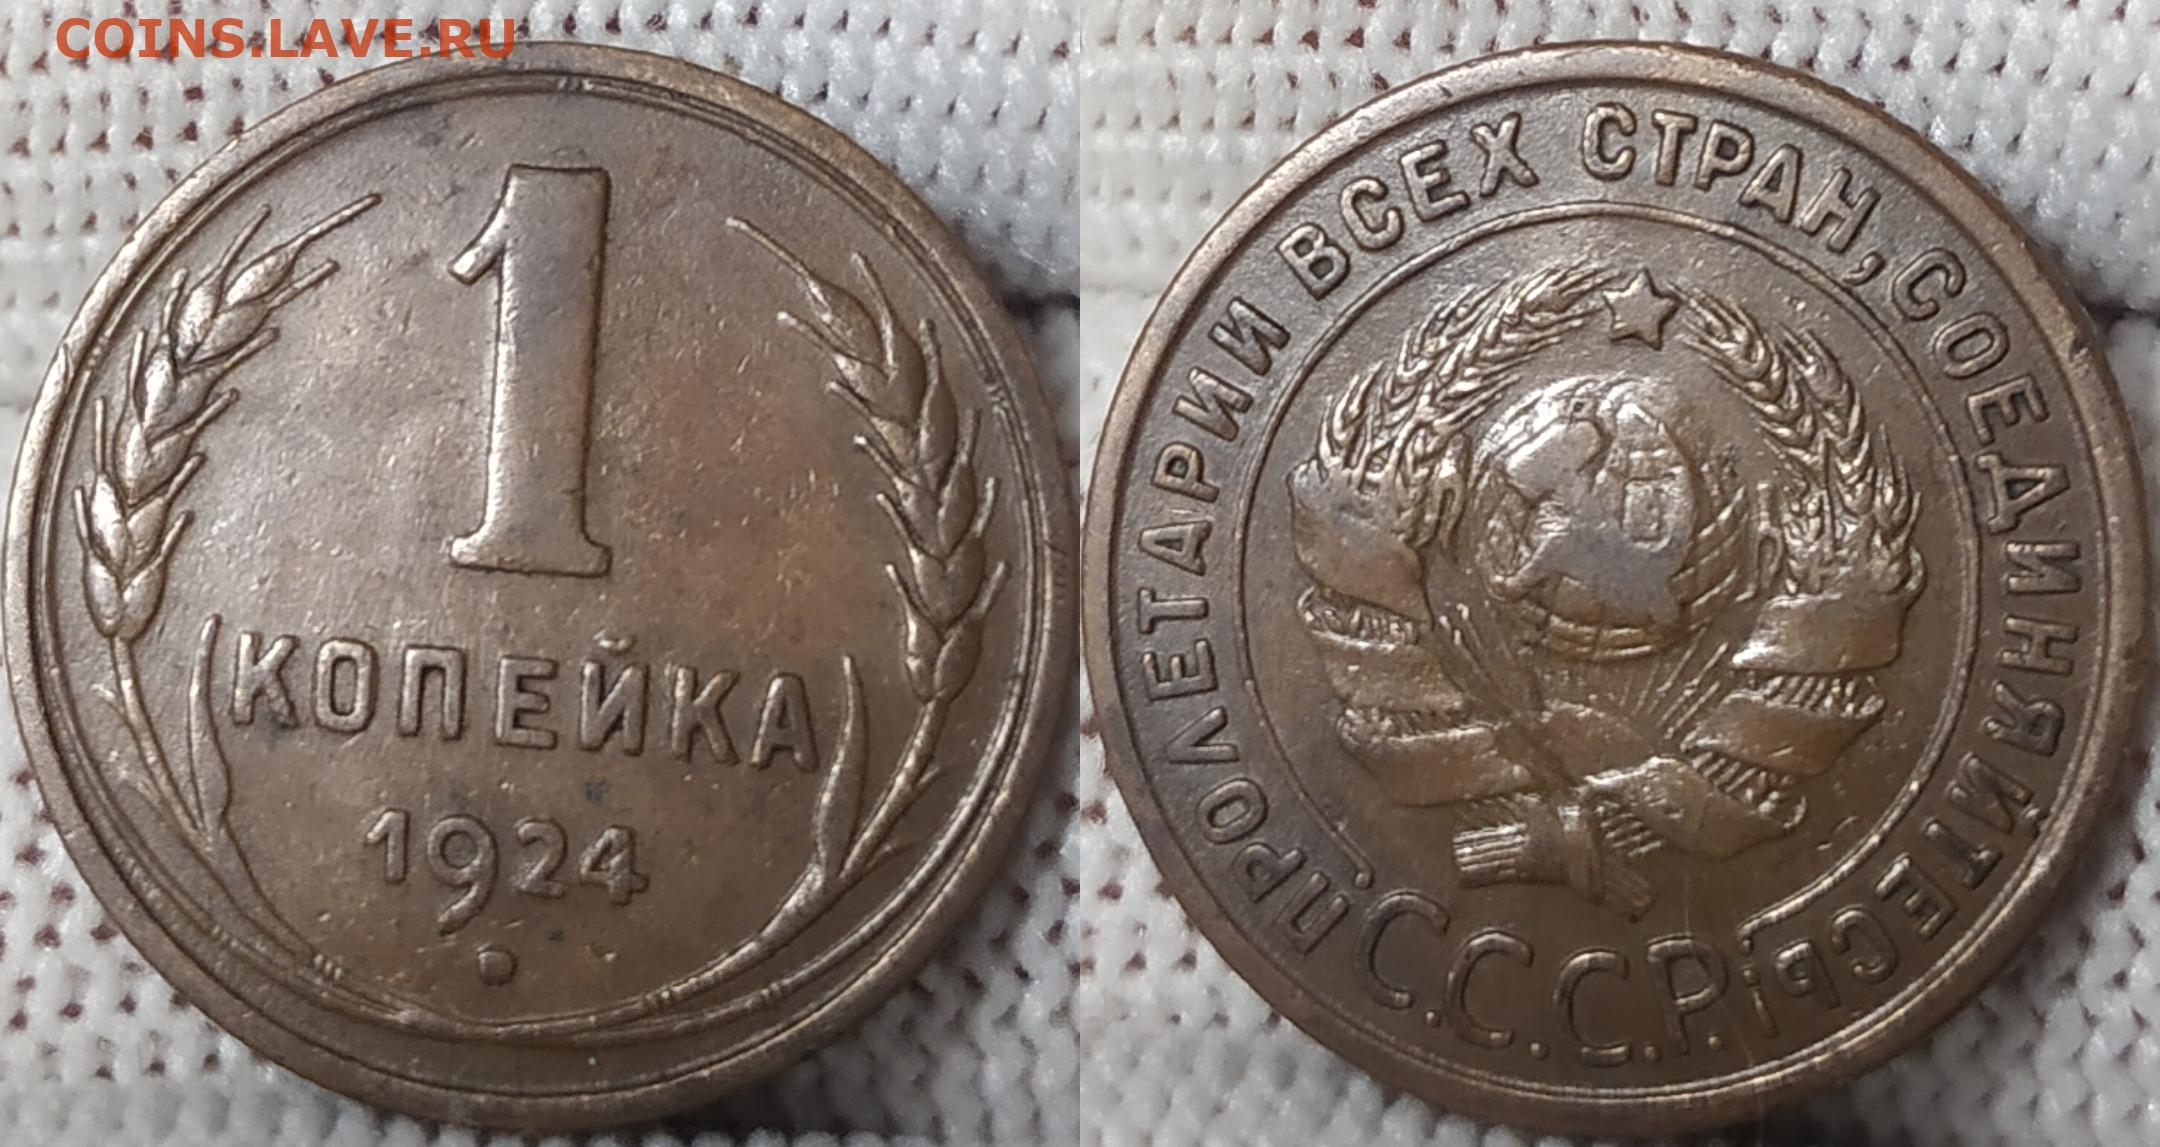 COINS.LAVE.RU
1
КОПЕЙКА
1924
ПРОЛЕТАРИИ ВСЕХ СТРАН, СОЕДИНЯЙТЕСЬ!
С.С.С.Р.